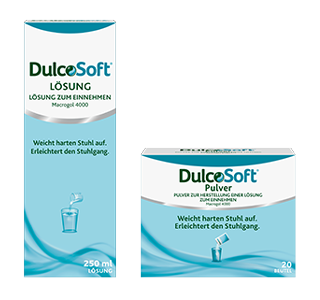 DulcoSoft®
LÖSUNG
LÖSUNG ZUM EINNEHMEN
Macrogol 4000
Weicht harten Stuhl auf.
Erleichtert den Stuhlgang.
250 ml
LÖSUNG
DulcoSoft®
Pulver
PULVER ZUR HERSTELLUNG EINER LÖSUNG
ZUM EINNEHMEN
Macrogol 4000
Weicht harten Stuhl auf.
Erleichtert den Stuhlgang.
20
BEUTEL